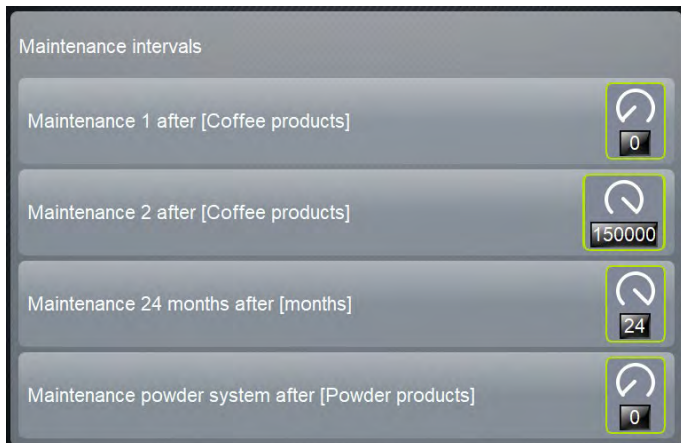 Maintenance intervals
Maintenance 1 after [Coffee products]
0
Maintenance 2 after [Coffee products]
150000
Maintenance 24 months after [months]
24
Maintenance powder system after [Powder products]
0